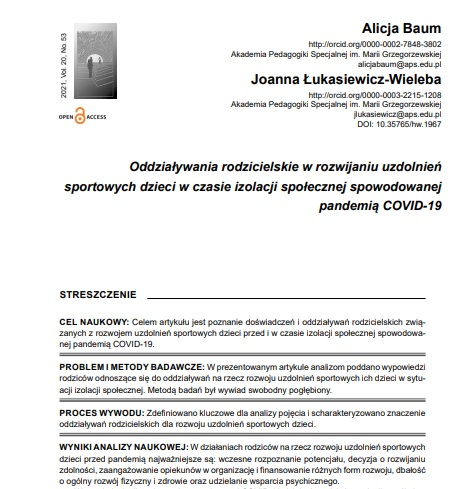 2021, Vol. 20, No. 53
OPEN ACCESS
Alicja Baum
http://orcid.org/0000-0002-7848-3802
Akademia Pedagogiki Specjalnej im. Marii Grzegorzewskiej
alicjabaum@aps.edu.pl
Joanna Łukasiewicz-Wieleba
http://orcid.org/0000-0003-2215-1208
Akademia Pedagogiki Specjalnej im. Marii Grzegorzewskiej
jlukasiewicz@aps.edu.pl
DOI: 10.35765/hw.1967
Oddziaływania rodzicielskie w rozwijaniu uzdolnień
sportowych dzieci w czasie izolacji społecznej spowodowanej
pandemią COVID-19
STRESZCZENIE
CEL NAUKOWY: Celem artykułu jest poznanie doświadczeń i oddziaływań rodzicielskich zwią-
zanych z rozwojem uzdolnień sportowych dzieci przed i w czasie izolacji społecznej spowodowa-
nej pandemią COVID-19.
PROBLEM I METODY BADAWCZE: W prezentowanym artykule analizom poddano wypowiedzi
rodziców odnoszące się do oddziaływań na rzecz rozwoju uzdolnień sportowych ich dzieci w sytu-
acji izolacji społecznej. Metodą badań był wywiad swobodny pogłębiony.
PROCES WYWODU: Zdefiniowano kluczowe dla analizy pojęcia i scharakteryzowano znaczenie
oddziaływań rodzicielskich dla rozwoju uzdolnień sportowych dzieci.
WYNIKI ANALIZY NAUKOWEJ: W działaniach rodziców na rzecz rozwoju uzdolnień sportowych
dzieci przed pandemią najważniejsze są: wczesne rozpoznanie potencjału, decyzja o rozwijaniu
zdolności, zaangażowanie opiekunów w organizację i finansowanie różnych form rozwoju, dbałość
o ogólny rozwój fizyczny i zdrowie oraz udzielanie wsparcia psychicznego.